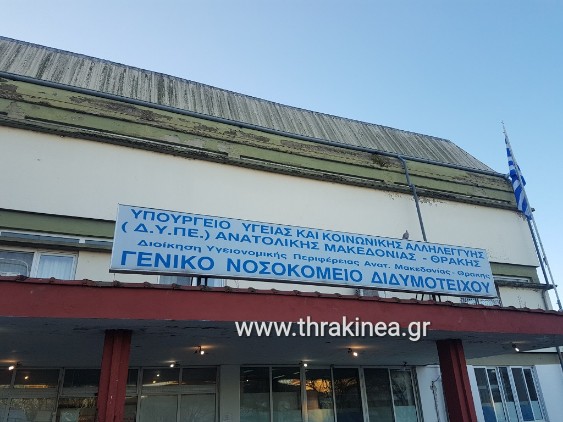 ΥΠΟΥΡΓΕΙΟ ΥΓΕΙΑΣ ΚΑΙ ΚΟΙΝΩΝΙΚΗΣ ΑΛΛΗΛΕΓΓΥΗΣ
(Δ.Υ.ΠΕ.) ΑΝΑΤΟΛΙΚΗΣ ΜΑΚΕΔΟΝΙΑΣ - ΘΡΑΚΗΣ
Διοίκηση Υγειονομικής Περιφέρειας Ανατ. Μακεδονίας-Θράκης
ΓΕΝΙΚΟ ΝΟΣΟΚΟΜΕΙΟ ΔΙΔΥΜΟΤΕΙΧΟΥ
www.thrakinea.gr